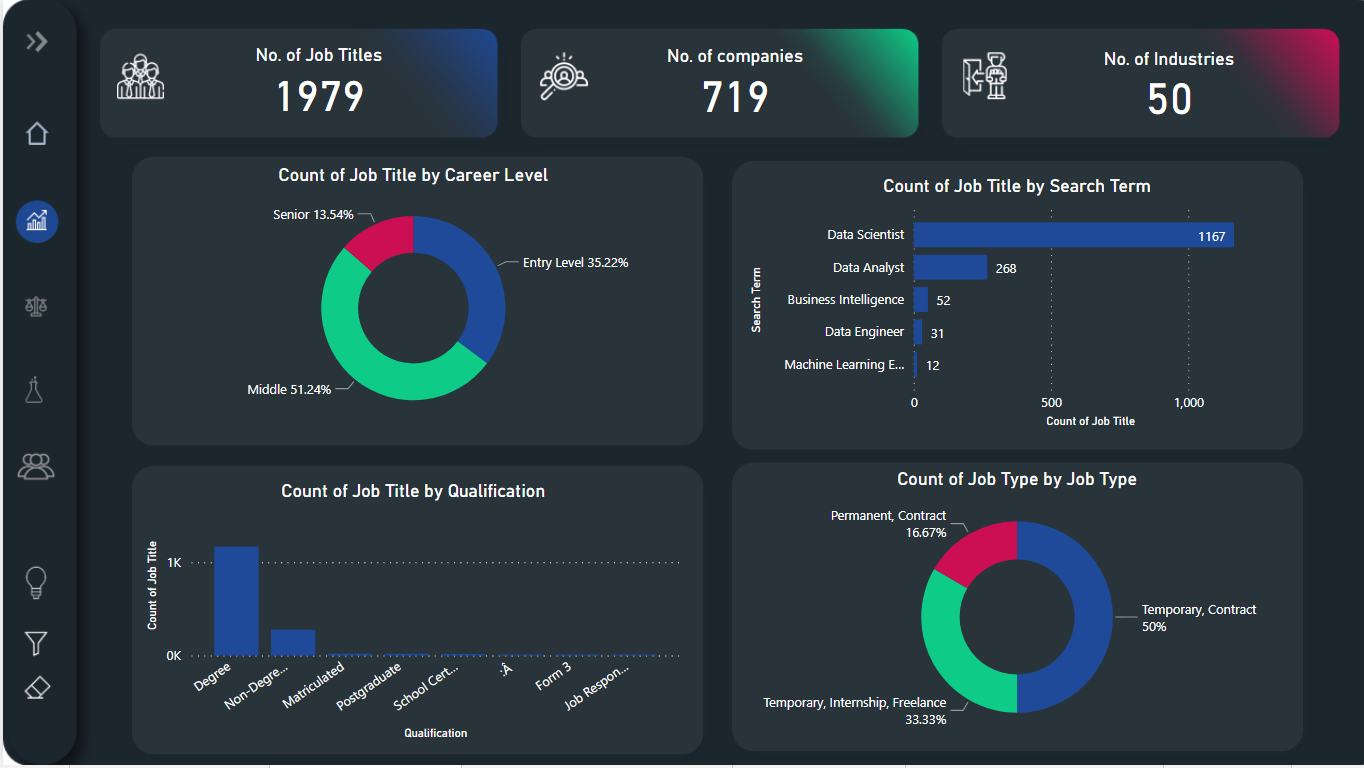 No. of Job Titles
1979
No. of companies
719
No. of Industries
50
Count of Job Title by Career Level
Senior 13.54%
Entry Level 35.22%
Middle 51.24%
Count of Job Title by Search Term
Search Term
Data Scientist
1167
Data Analyst
268
Business Intelligence
52
Data Engineer
31
Machine Learning E...
12
0
500
1,000
Count of Job Title
Count of Job Title by Qualification
Count of Job Title
1K
0K
Degree
Non-Degre...
Matriculated
Postgraduate
School Cert...
:Â
Form 3
Job Respon...
Qualification
Count of Job Type by Job Type
Permanent, Contract
16.67%
Temporary, Contract
50%
Temporary, Internship, Freelance
33.33%